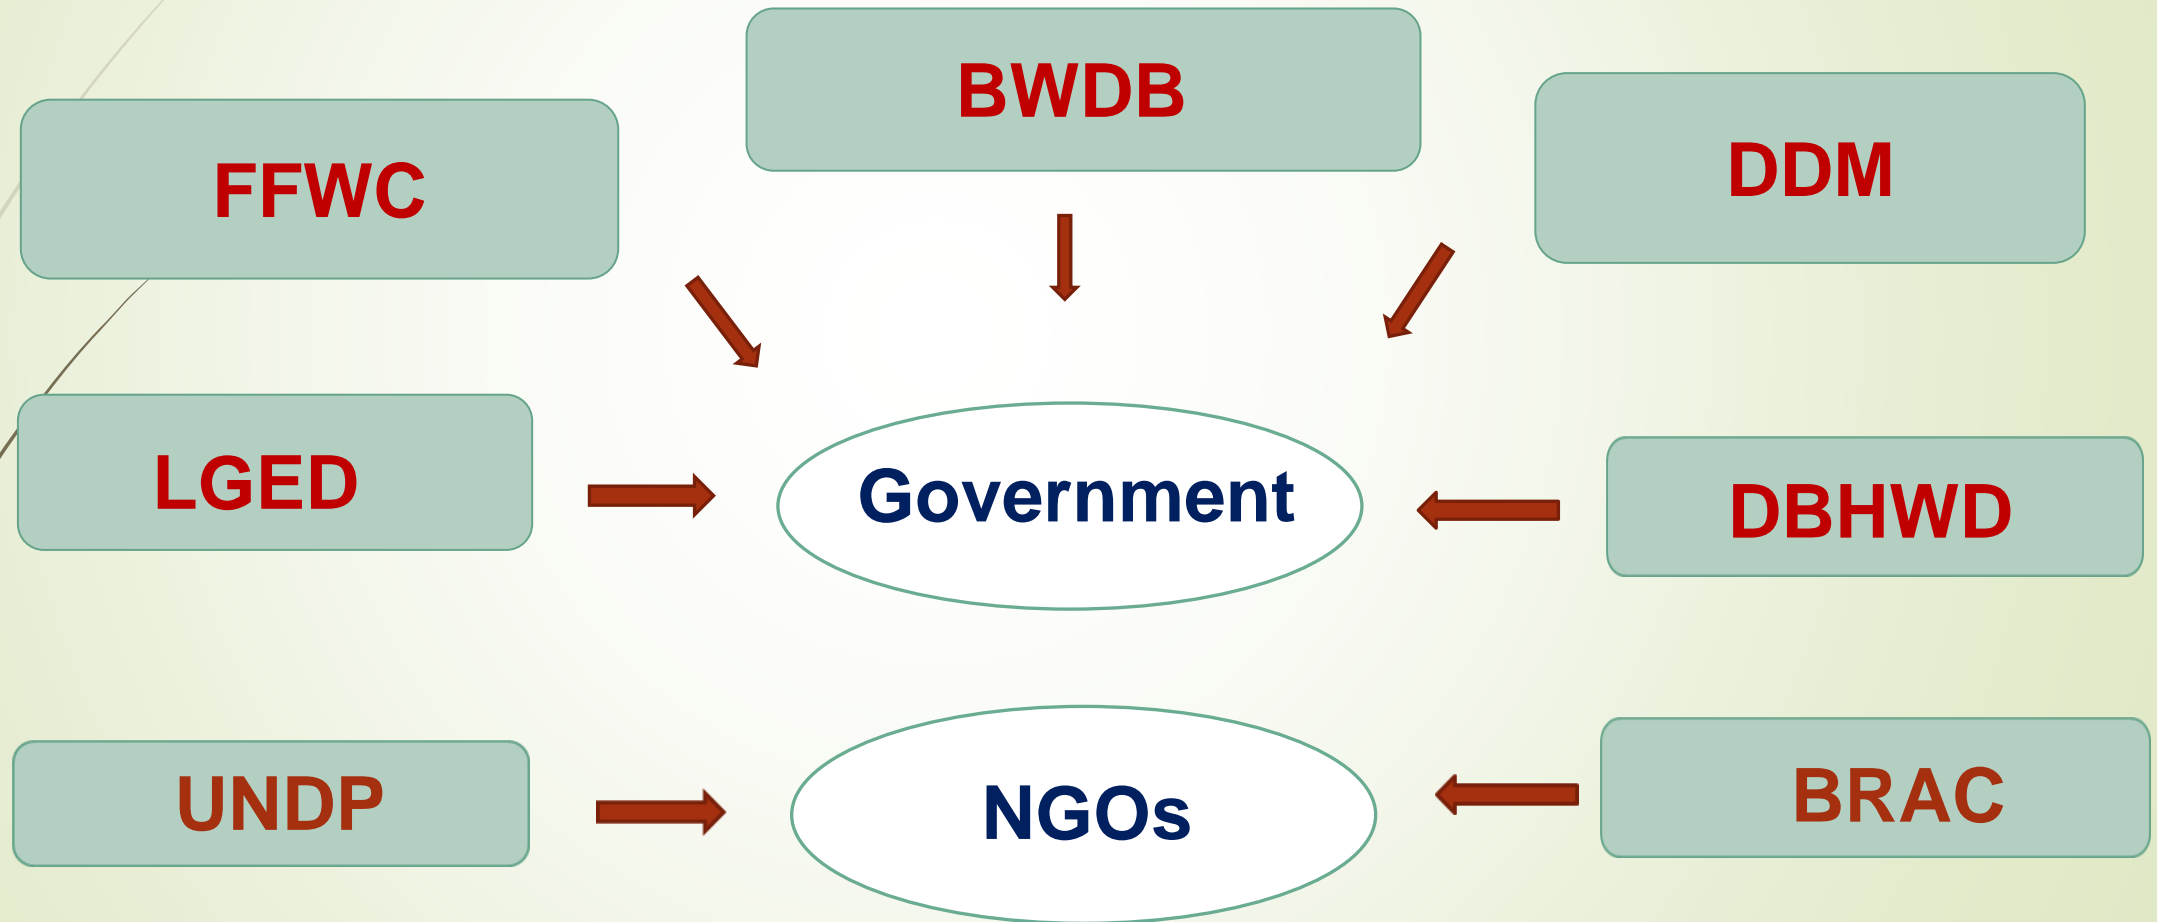 BWDB
FFWC
DDM
LGED
Government
DBHWD
UNDP
NGOs
BRAC